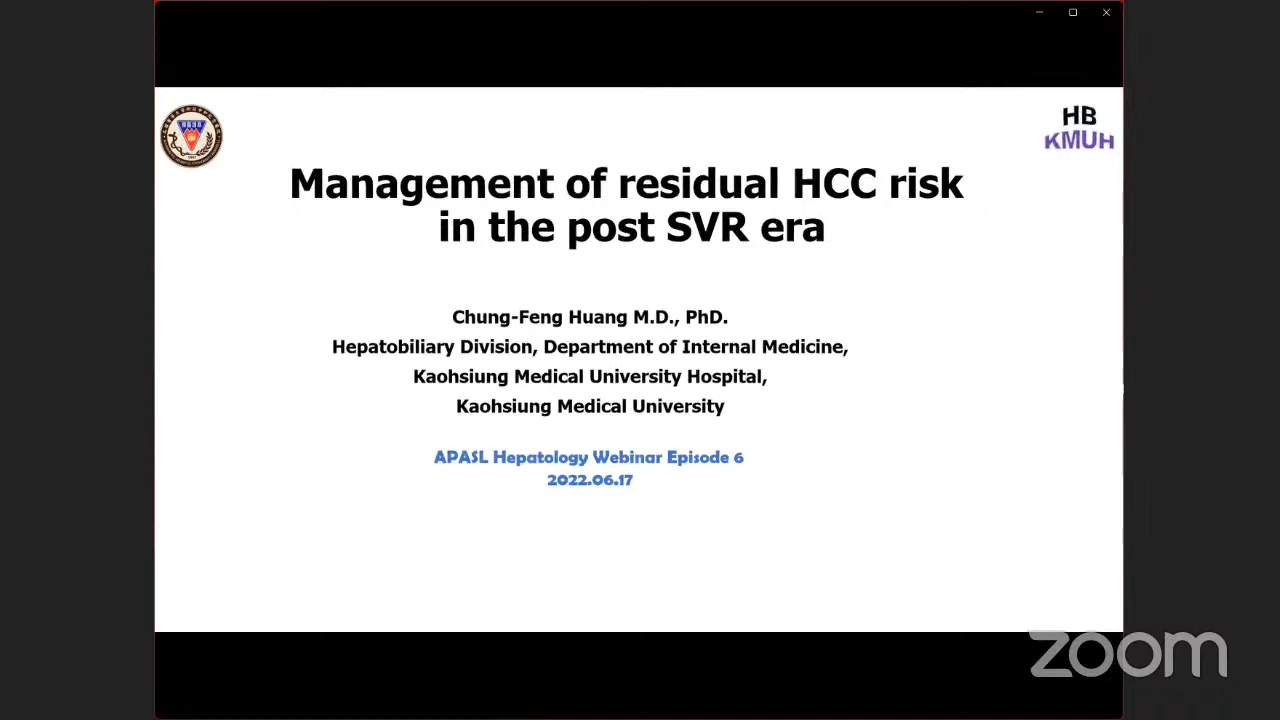 HB
KMUH
Management of residual HCC risk
in the post SVR era
Chung-Feng Huang M.D., PhD.
Hepatobiliary Division, Department of Internal Medicine,
Kaohsiung Medical University Hospital,
Kaohsiung Medical University
APASL Hepatology Webinar Episode 6
2022.06.17
zoom